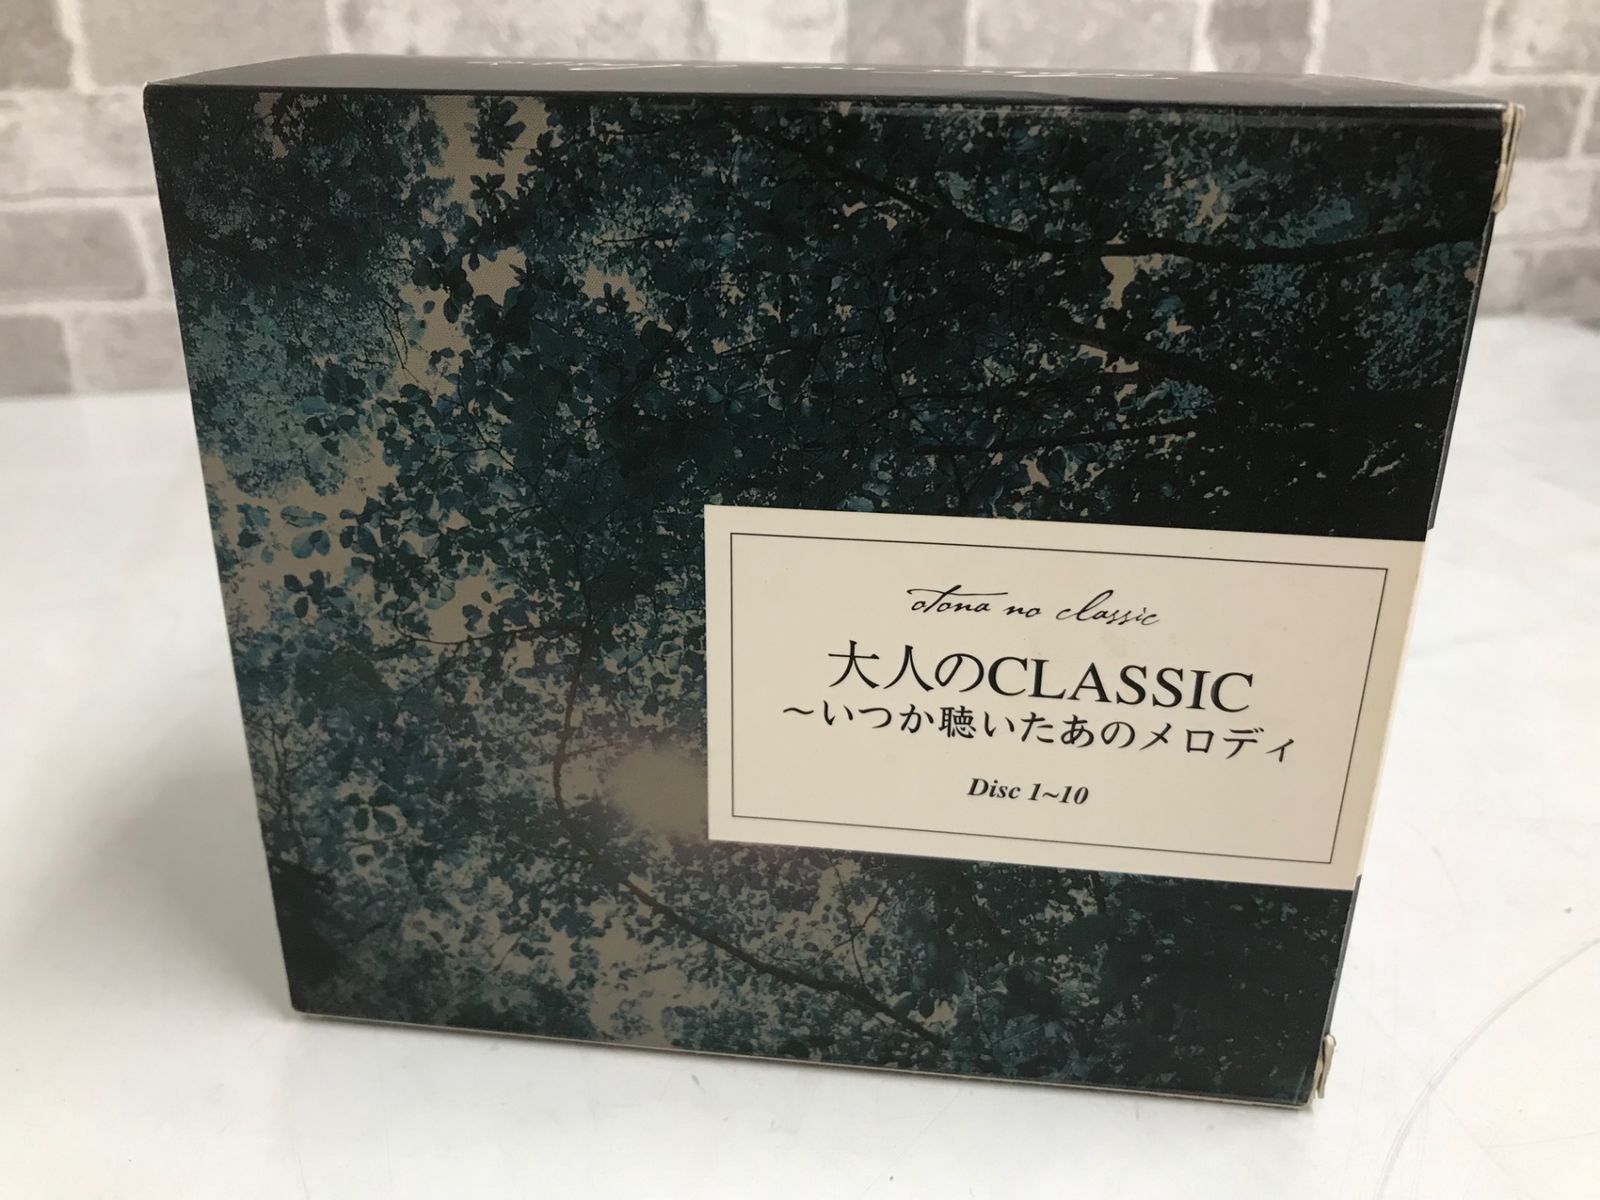 otona no classic
大人のCLASSIC
～いつか聴いたあのメロディ
Disc 1~10